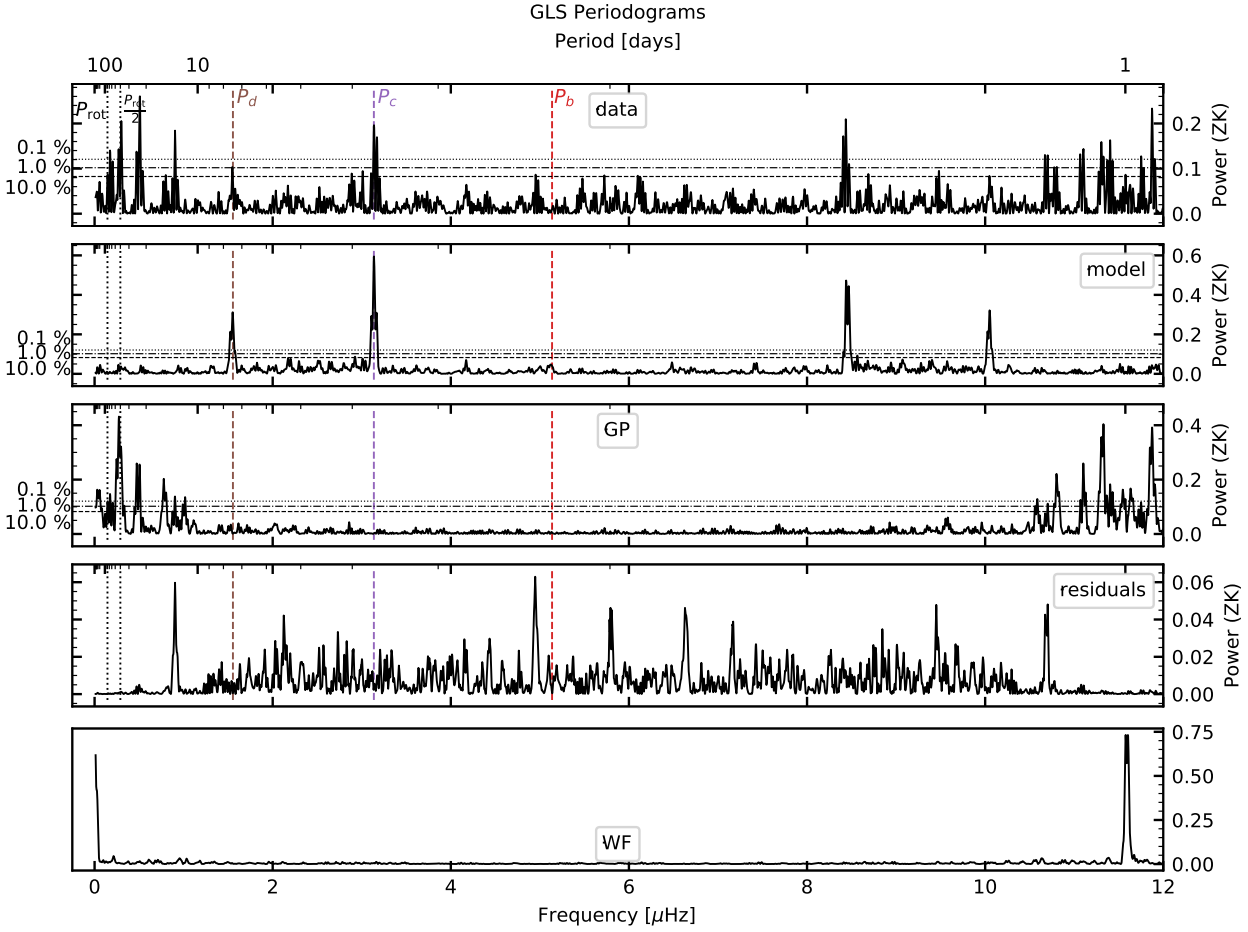 GLS Periodograms
Period [days]
100 10 1
P_rot P_rot/2 P_d P_c P_b data
0.1 %
1.0 %
10.0 %
0.2
0.1
0.0
Power (ZK)
model
0.1 %
1.0 %
10.0 %
0.6
0.4
0.2
0.0
Power (ZK)
GP
0.1 %
1.0 %
10.0 %
0.4
0.2
0.0
Power (ZK)
residuals
0.06
0.04
0.02
0.00
Power (ZK)
WF
0.75
0.50
0.25
0.00
0 2 4 6 8 10 12
Frequency [μHz]